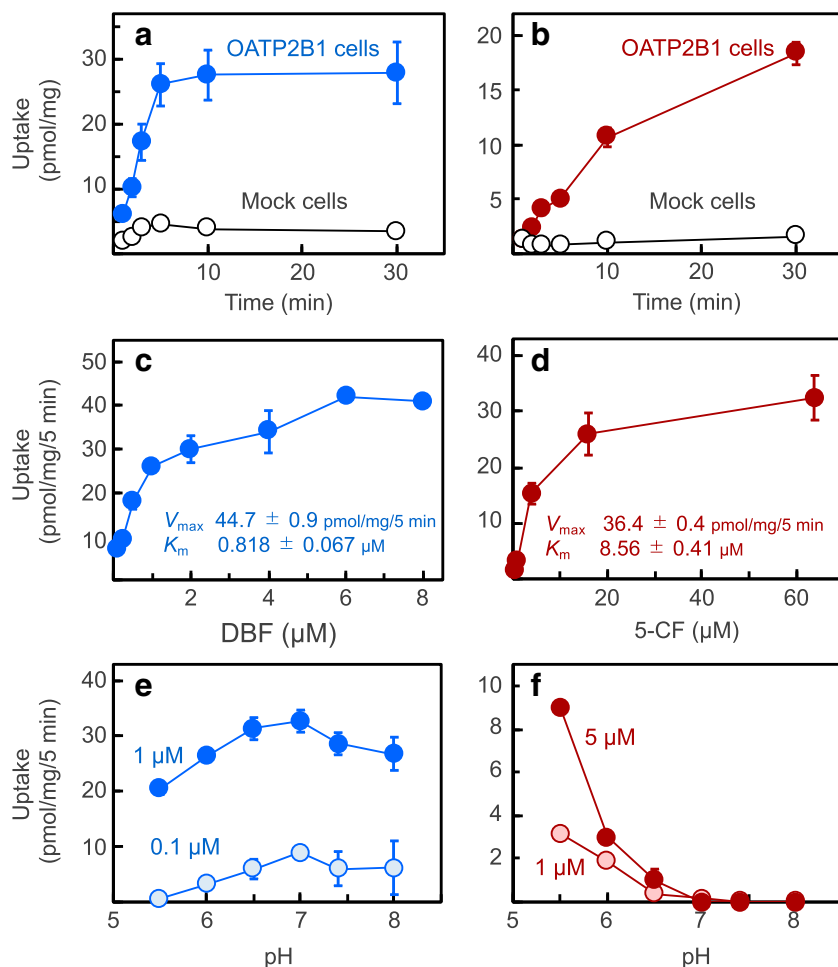 a
OATP2B1 cells
Mock cells
Uptake
(pmol/mg)
30
20
10
10
20
30
Time (min)
b
OATP2B1 cells
Mock cells
20
15
10
5
10
20
30
Time (min)
c
Uptake
(pmol/mg/5 min)
50
40
30
20
10
Vmax 44.7 ± 0.9 pmol/mg/5 min
Km 0.818 ± 0.067 µM
2
4
6
8
DBF (µM)
d
40
30
20
10
Vmax 36.4 ± 0.4 pmol/mg/5 min
Km 8.56 ± 0.41 µM
20
40
60
5-CF (µM)
e
Uptake
(pmol/mg/5 min)
40
30
20
10
1 µM
0.1 µM
5
6
7
8
pH
f
10
8
6
4
2
5 µM
1 µM
5
6
7
8
pH